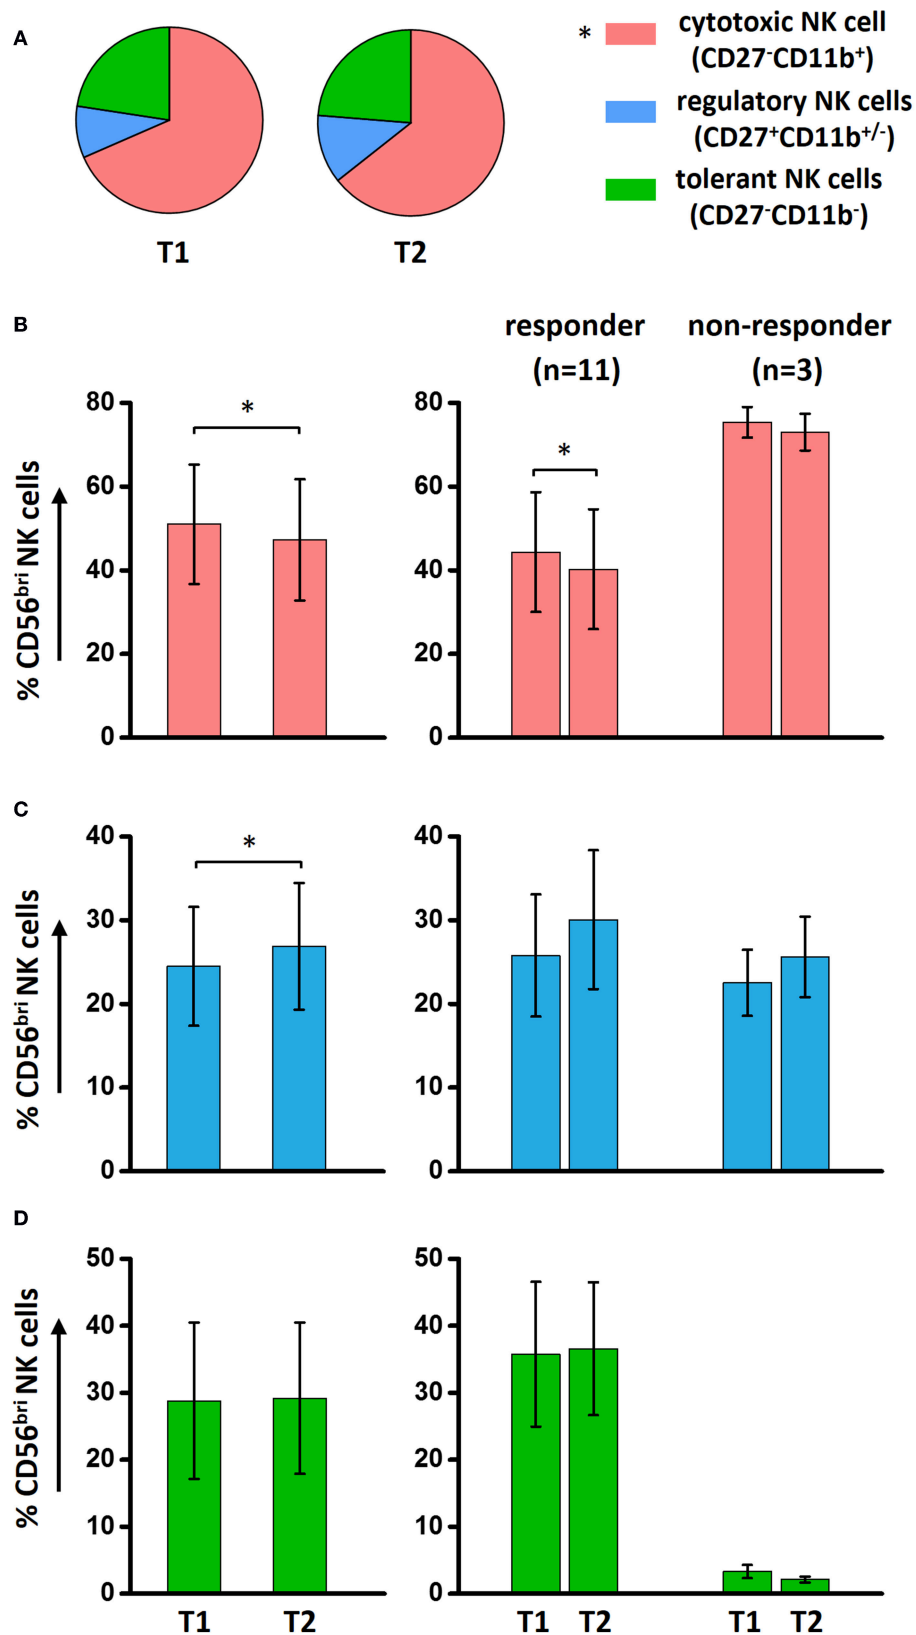 A
* cytotoxic NK cell
(CD27⁻CD11b⁺)
regulatory NK cells
(CD27⁺CD11b⁺/⁻)
tolerant NK cells
(CD27⁻CD11b⁻)
T1 T2
B
responder non-responder
(n=11) (n=3)
% CD56ᵇʳⁱ NK cells
80
60
40
20
0
*
80
60
40
20
0
*
C
% CD56ᵇʳⁱ NK cells
40
30
20
10
0
*
40
30
20
10
0
D
% CD56ᵇʳⁱ NK cells
50
40
30
20
10
0
50
40
30
20
10
0
T1 T2 T1 T2 T1 T2